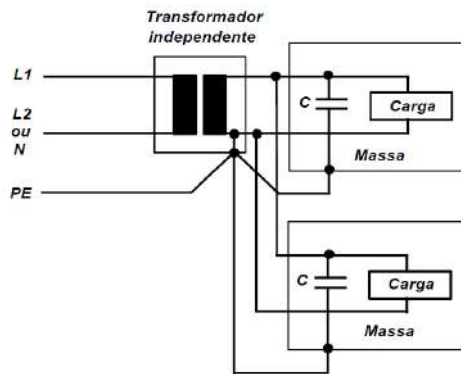 Transformador
independente
L1
L2
ou
N
PE
C
Carga
Massa
C
Carga
Massa